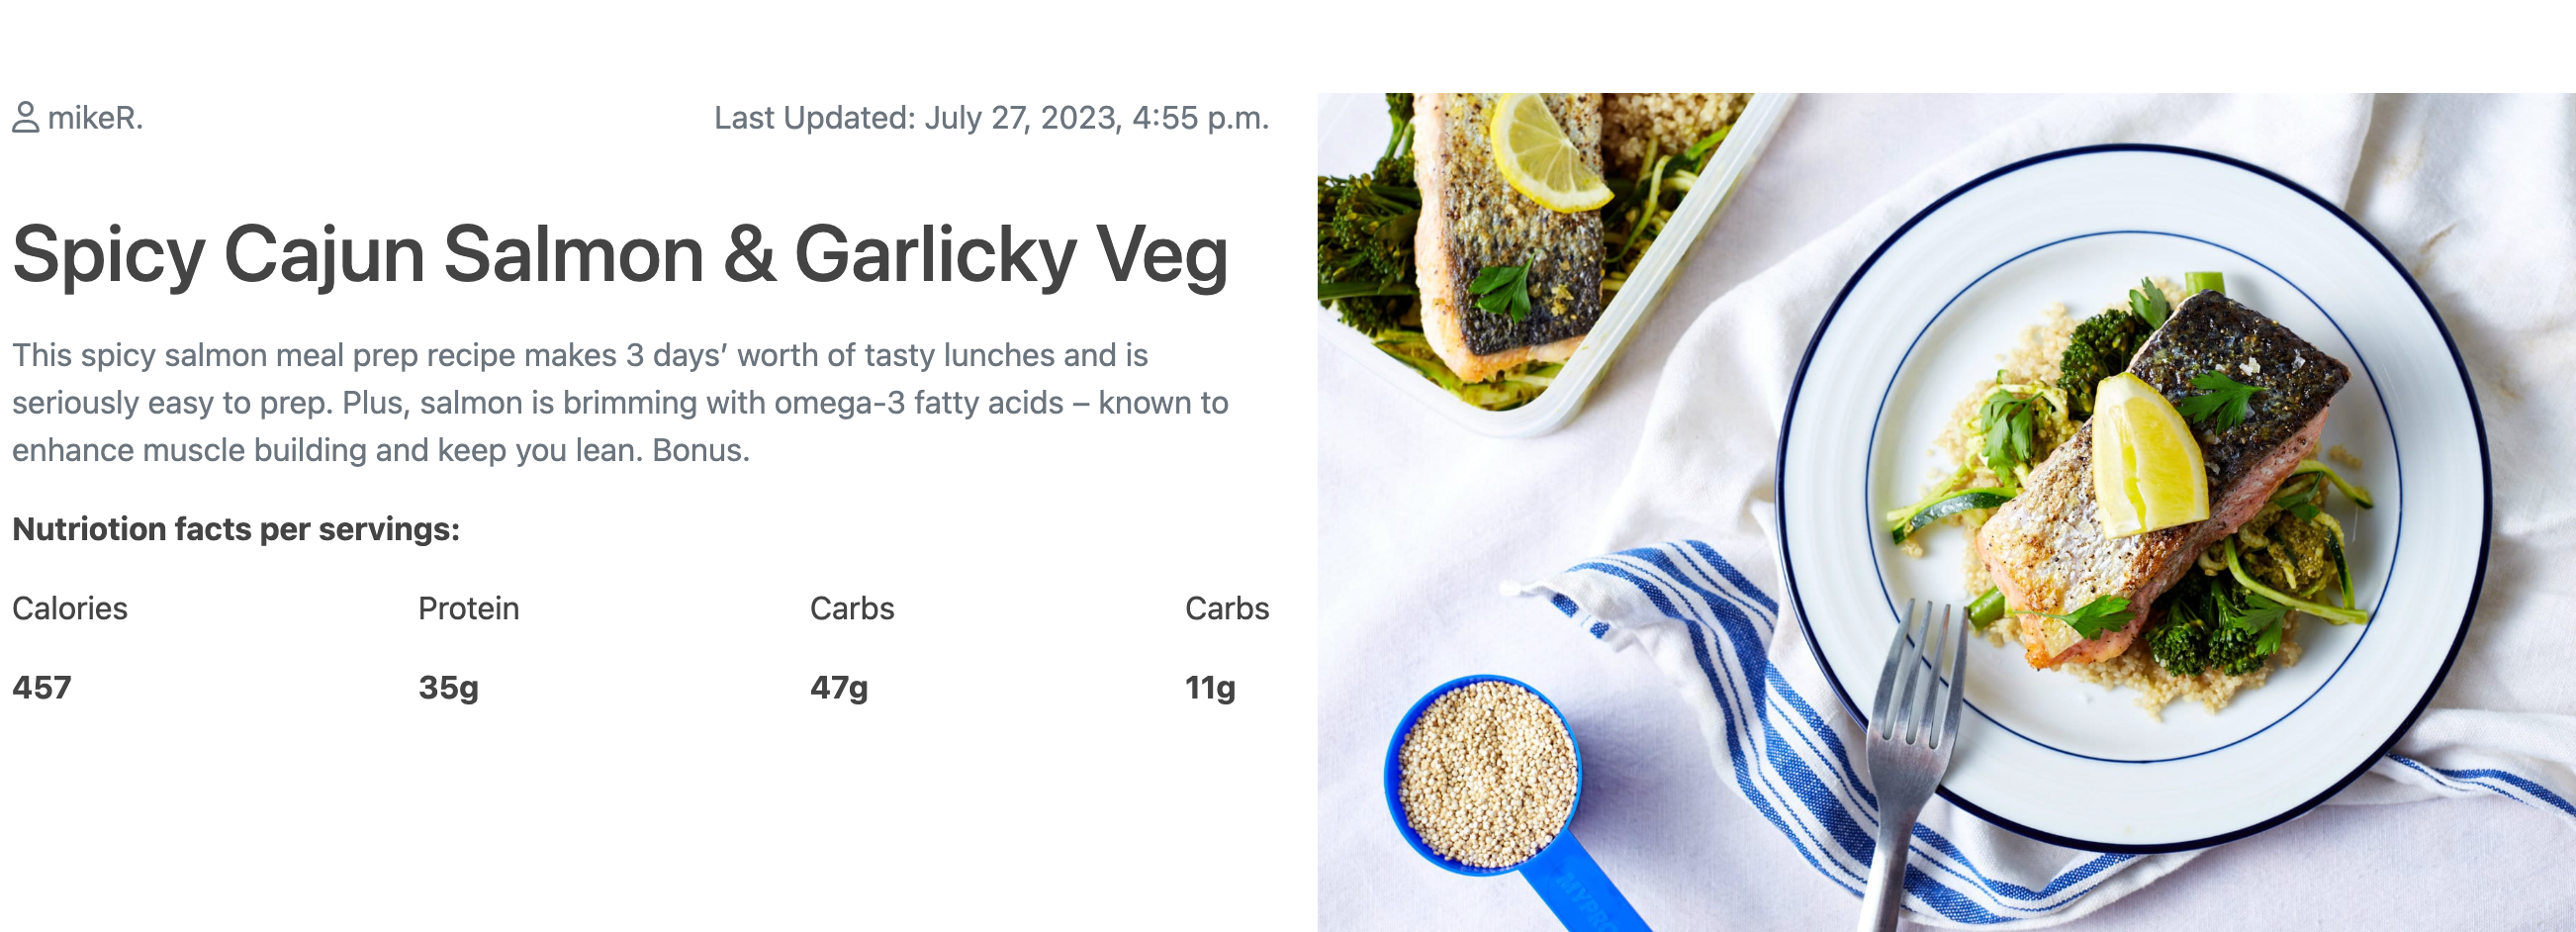 mikeR.
Last Updated: July 27, 2023, 4:55 p.m.
Spicy Cajun Salmon & Garlicky Veg
This spicy salmon meal prep recipe makes 3 days’ worth of tasty lunches and is
seriously easy to prep. Plus, salmon is brimming with omega-3 fatty acids – known to
enhance muscle building and keep you lean. Bonus.
Nutriotion facts per servings:
Calories Protein Carbs Carbs
457 35g 47g 11g